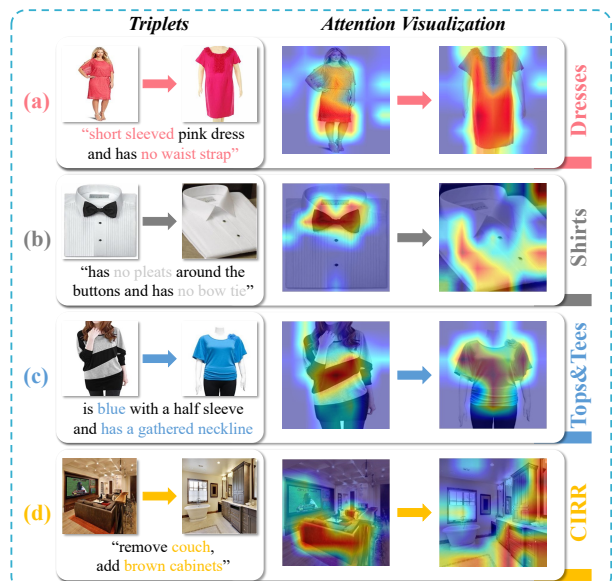 Triplets
Attention Visualization
(a)
“short sleeved pink dress
and has no waist strap”
Dresses
(b)
“has no pleats around the
buttons and has no bow tie”
Shirts
(c)
is blue with a half sleeve
and has a gathered neckline
Tops&Tees
(d)
“remove couch,
add brown cabinets”
CIRR